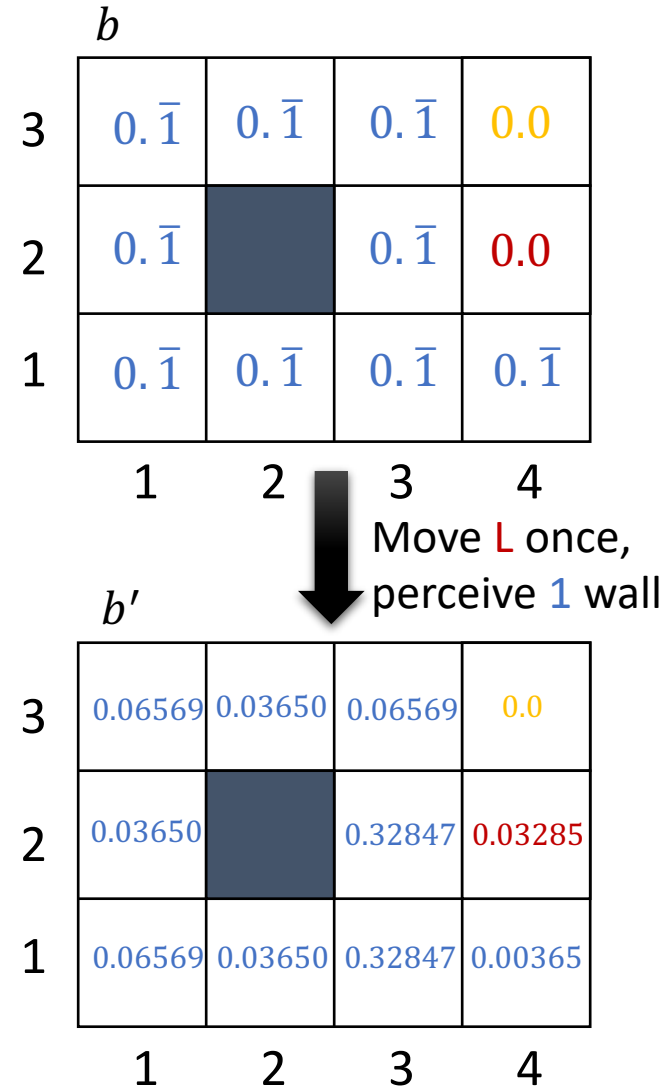 b
3 0.1̅ 0.1̅ 0.1̅ 0.0
2 0.1̅ 0.1̅ 0.0
1 0.1̅ 0.1̅ 0.1̅ 0.1̅
1 2 3 4
Move L once,
perceive 1 wall
b′
3 0.06569 0.03650 0.06569 0.0
2 0.03650 0.32847 0.03285
1 0.06569 0.03650 0.32847 0.00365
1 2 3 4